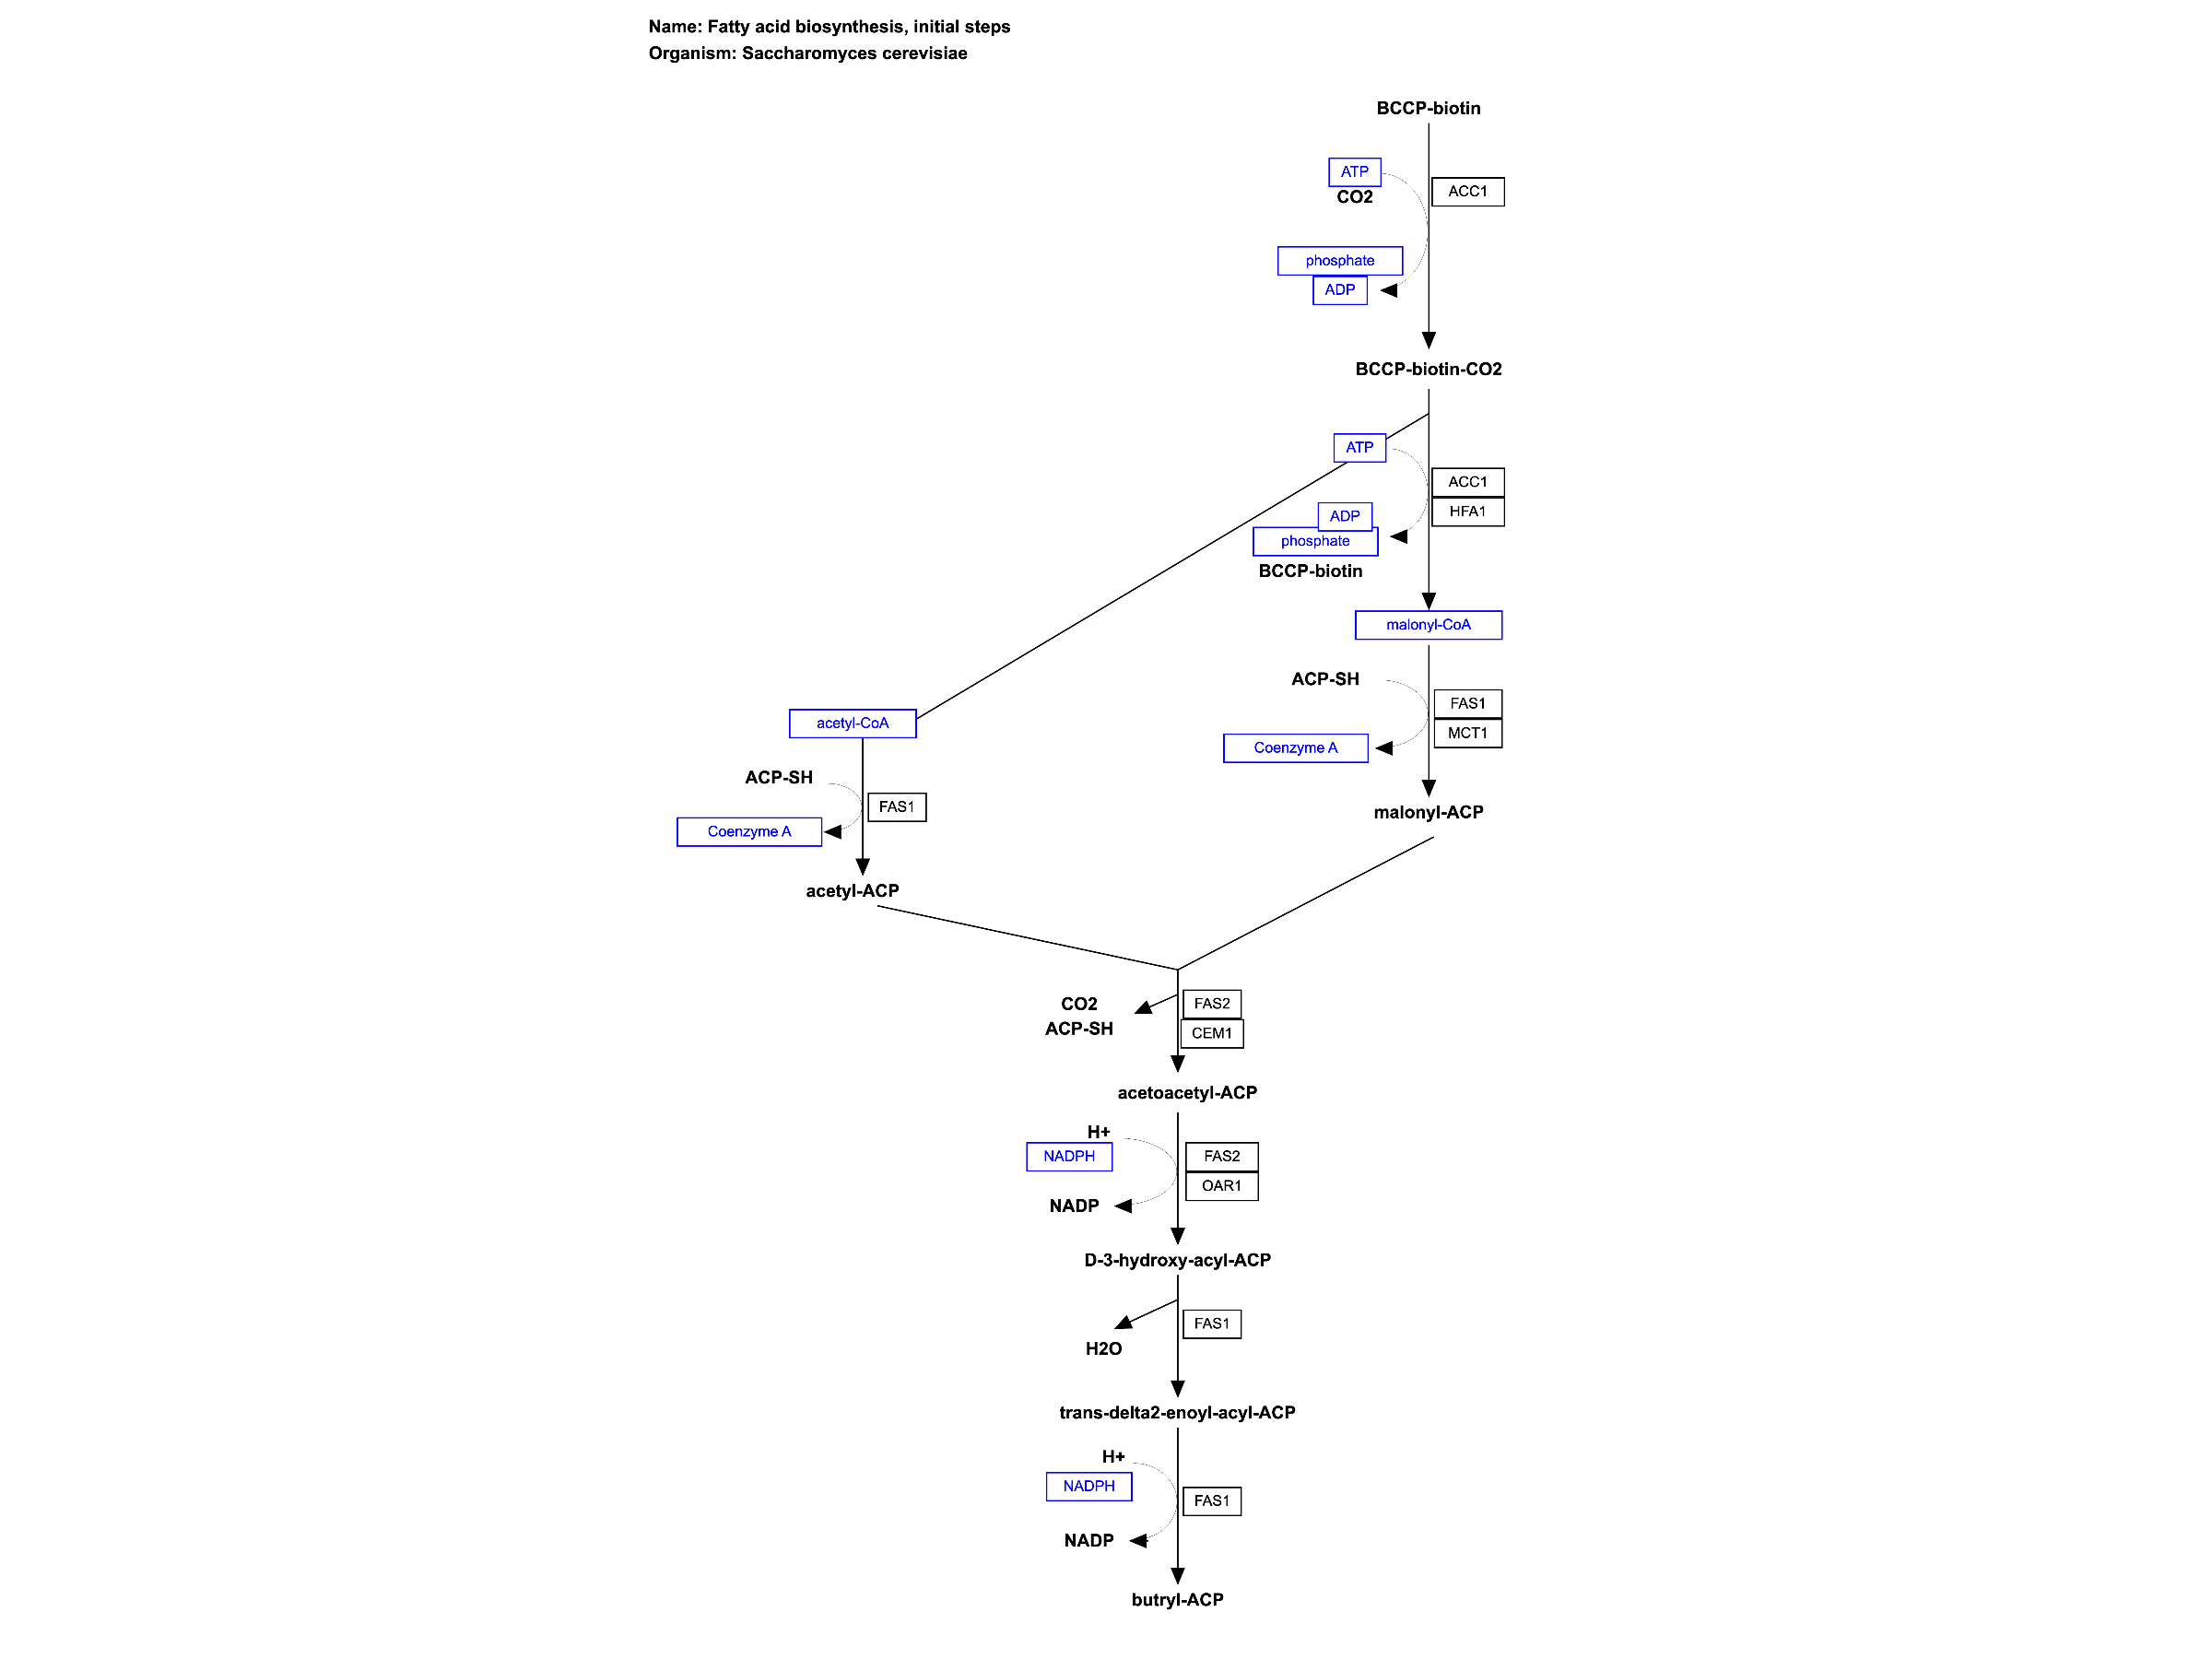 Name: Fatty acid biosynthesis, initial steps
Organism: Saccharomyces cerevisiae
BCCP-biotin
ATP
CO2
ACC1
phosphate
ADP
BCCP-biotin-CO2
ATP
ACC1
HFA1
ADP
phosphate
BCCP-biotin
malonyl-CoA
ACP-SH
FAS1
MCT1
Coenzyme A
malonyl-ACP
acetyl-CoA
ACP-SH
FAS1
Coenzyme A
acetyl-ACP
CO2
ACP-SH
FAS2
CEM1
acetoacetyl-ACP
H+
NADPH
FAS2
OAR1
NADP
D-3-hydroxy-acyl-ACP
FAS1
H2O
trans-delta2-enoyl-acyl-ACP
H+
NADPH
FAS1
NADP
butryl-ACP